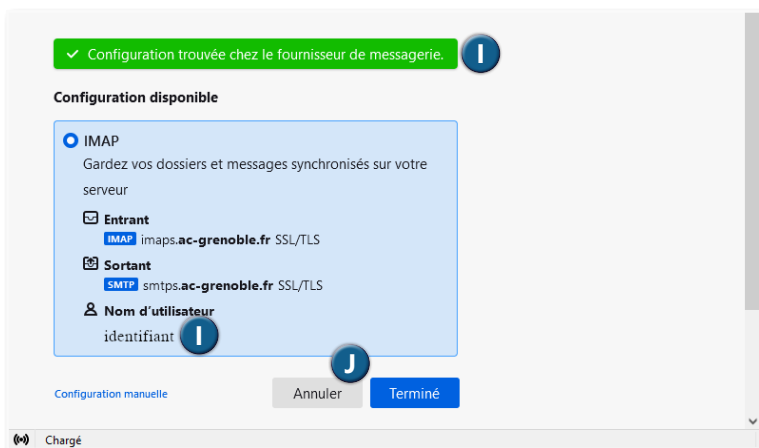 Configuration trouvée chez le fournisseur de messagerie.
I
Configuration disponible
IMAP
Gardez vos dossiers et messages synchronisés sur votre
serveur
Entrant
IMAP imaps.ac-grenoble.fr SSL/TLS
Sortant
SMTP smtps.ac-grenoble.fr SSL/TLS
Nom d'utilisateur
identifiant I
J
Configuration manuelle Annuler Terminé
Chargé